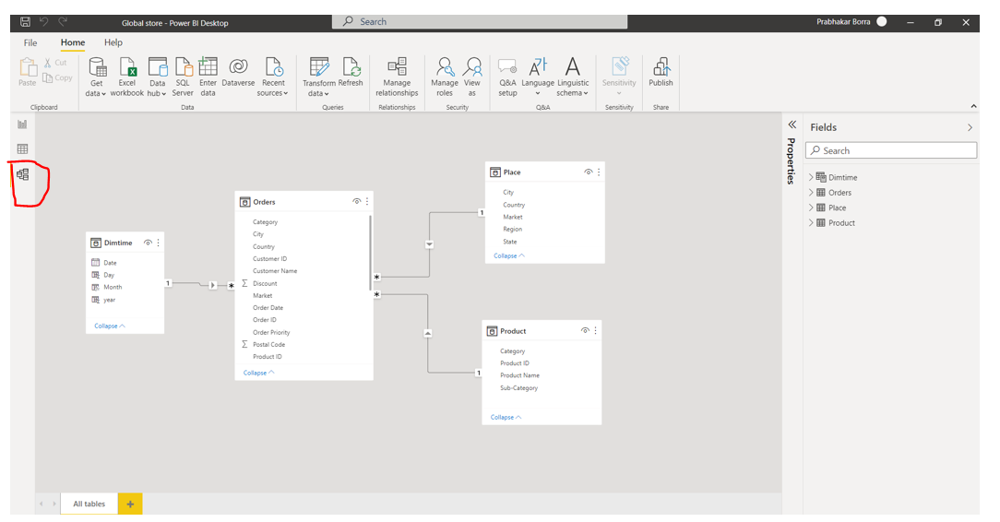 Global store - Power BI Desktop
Search
Prabhakar Borra
File Home Help
Paste
Cut
Copy
Clipboard
Get data
Excel workbook
Data hub
SQL Server
Enter data
Dataverse
Recent sources
Data
Transform data
Refresh
Queries
Manage relationships
Relationships
Manage roles
View as
Security
Q&A setup
Language
Linguistic schema
Q&A
Sensitivity
Sensitivity
Publish
Share
Dimtime
Date
Day
Month
year
Collapse
1
*
Orders
Category
City
Country
Customer ID
Customer Name
Discount
Market
Order Date
Order ID
Order Priority
Postal Code
Product ID
Collapse
*
*
1
Place
City
Country
Market
Region
State
Collapse
1
Product
Category
Product ID
Product Name
Sub-Category
Collapse
Properties
Fields
Search
Dimtime
Orders
Place
Product
All tables